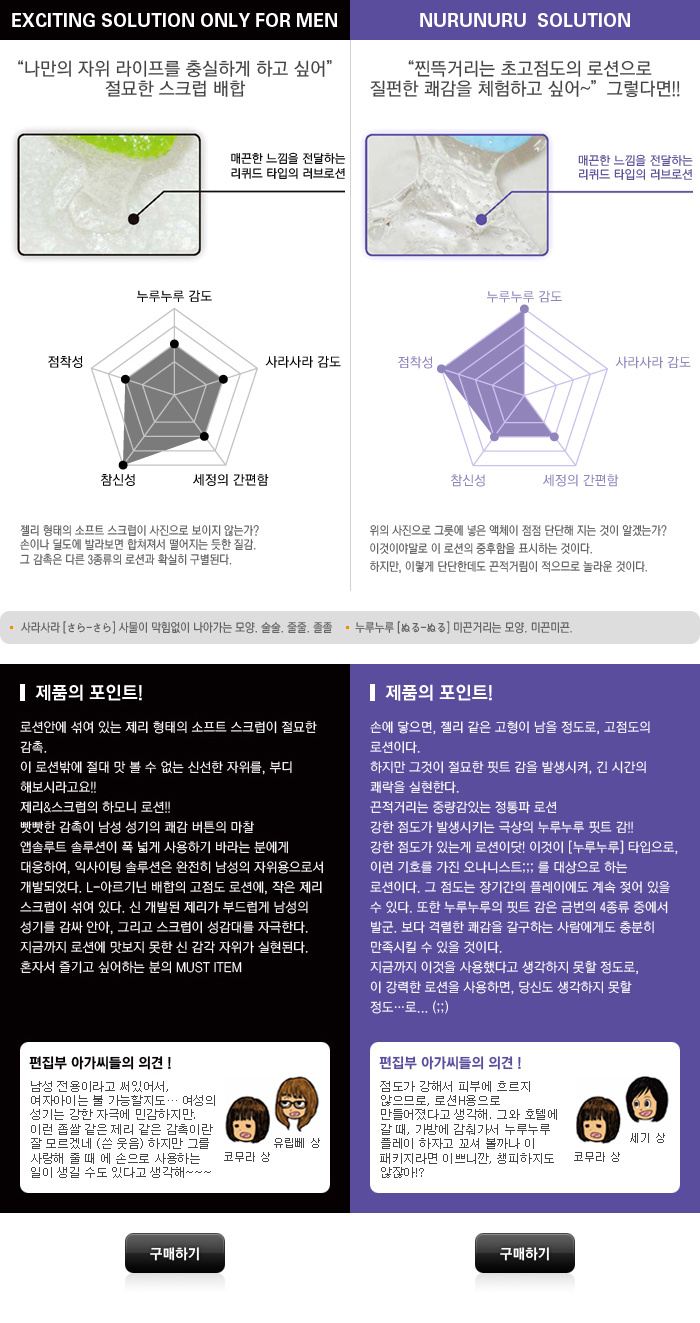 EXCITING SOLUTION ONLY FOR MEN
“나만의 자위 라이프를 충실하게 하고 싶어”
절묘한 스크럽 배합
매끈한 느낌을 전달하는
리퀴드 타입의 러브로션
누루누루 감도
사라사라 감도
세정의 간편함
참신성
점착성
젤리 형태의 소프트 스크럽이 사진으로 보이지 않는가?
손이나 딜도에 발라보면 합쳐져서 떨어지는 듯한 질감.
그 감촉은 다른 3종류의 로션과 확실히 구별된다.
NURUNURU SOLUTION
“찐뜩거리는 초고점도의 로션으로
질펀한 쾌감을 체험하고 싶어~” 그렇다면!!
매끈한 느낌을 전달하는
리퀴드 타입의 러브로션
누루누루 감도
사라사라 감도
세정의 간편함
참신성
점착성
위의 사진으로 그릇에 넣은 액체이 점점 단단해 지는 것이 알겠는가?
이것이야말로 이 로션의 중후함을 표시하는 것이다.
하지만, 이렇게 단단한데도 끈적거림이 적으므로 놀라운 것이다.
사라사라 [さら-さら] 사물이 막힘없이 나아가는 모양. 술술. 줄줄. 졸졸
누루누루 [ぬる-ぬる] 미끈거리는 모양. 미끈미끈.
제품의 포인트!
로션안에 섞여 있는 제리 형태의 소프트 스크럽이 절묘한
감촉.
이 로션밖에 절대 맛 볼 수 없는 신선한 자위를, 부디
해보시라고요!!
제리&스크럽의 하모니 로션!!
빳빳한 감촉이 남성 성기의 쾌감 버튼의 마찰
앱솔루트 솔루션이 폭 넓게 사용하기 바라는 분에게
대응하여, 익사이팅 솔루션은 완전히 남성의 자위용으로서
개발되었다. L-아르기닌 배합의 고점도 로션에, 작은 제리
스크럽이 섞여 있다. 신 개발된 제리가 부드럽게 남성의
성기를 감싸 안아, 그리고 스크럽이 성감대를 자극한다.
지금까지 로션에 맛보지 못한 신 감각 자위가 실현된다.
혼자서 즐기고 싶어하는 분의 MUST ITEM
편집부 아가씨들의 의견 !
남성 전용이라고 써있어서,
여자아이는 불 가능할지도… 여성의
성기는 강한 자극에 민감하지만,
이런 좁쌀 같은 제리 같은 감촉이란
잘 모르겠네 (쓴 웃음) 하지만 그를
사랑해 줄 때 에 손으로 사용하는
일이 생길 수도 있다고 생각해~~~
코무라 상
유림뻬 상
제품의 포인트!
손에 닿으면, 젤리 같은 고형이 남을 정도로, 고점도의
로션이다.
하지만 그것이 절묘한 핏트 감을 발생시켜, 긴 시간의
쾌락을 실현한다.
끈적거리는 중량감있는 정통파 로션
강한 점도가 발생시키는 극상의 누루누루 핏트 감!!
강한 점도가 있는게 로션이닷! 이것이 [누루누루] 타입으로,
이런 기호를 가진 오나니스트;;; 를 대상으로 하는
로션이다. 그 점도는 장기간의 플레이에도 계속 젖어 있을
수 있다. 또한 누루누루의 핏트 감은 금번의 4종류 중에서
발군. 보다 격렬한 쾌감을 갈구하는 사람에게도 충분히
만족시킬 수 있을 것이다.
지금까지 이것을 사용했다고 생각하지 못할 정도로,
이 강력한 로션을 사용하면, 당신도 생각하지 못할
정도…로... (;;)
편집부 아가씨들의 의견 !
점도가 강해서 피부에 흐르지
않으므로, 로션H용으로
만들어졌다고 생각해. 그와 호텔에
갈 때, 가방에 감춰가서 누루누루
플레이 하자고 꼬셔 볼까나 이
패키지라면 이쁘니깐, 챙피하지도
않잖아!?
코무라 상
세기 상
구매하기
구매하기